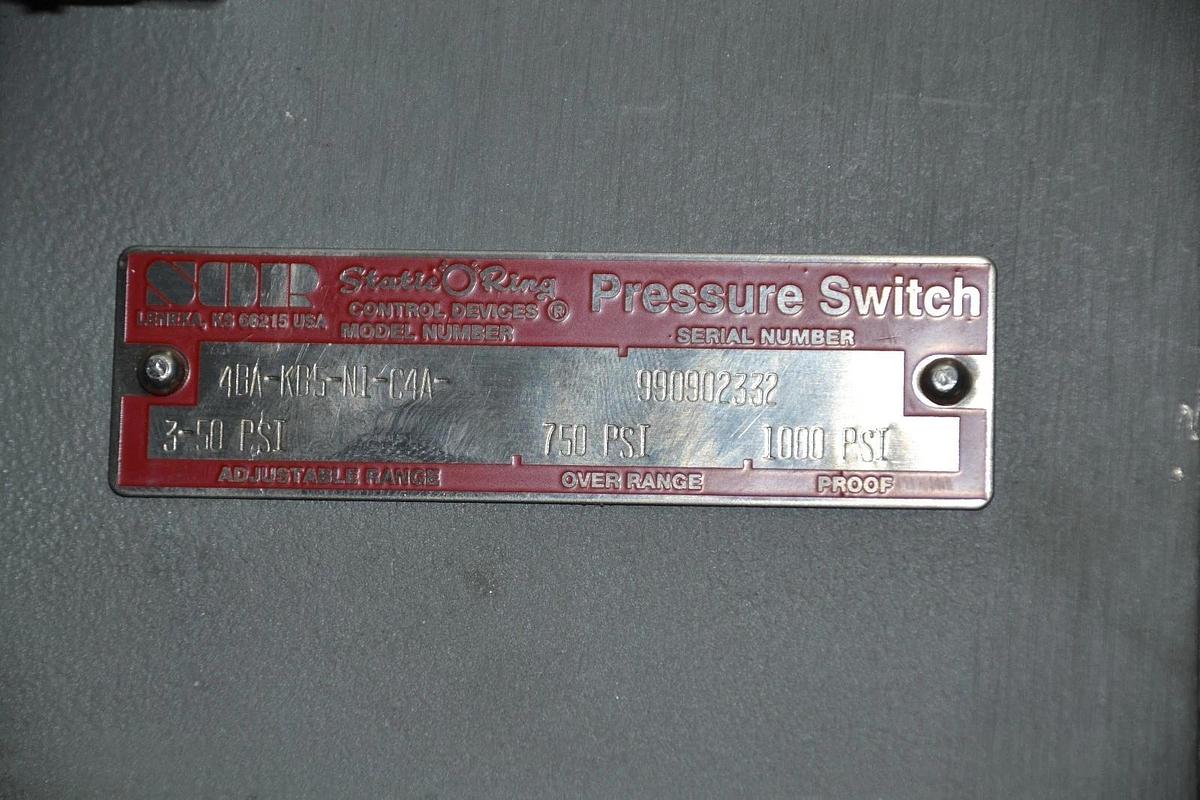 SOR Static "O" Ring Pressure Switch
LENEXA, KS 66215 USA CONTROL DEVICES ®
MODEL NUMBER SERIAL NUMBER
4BA-KB5-N1-C4A- 990902332
3-50 PSI 750 PSI 1000 PSI
ADJUSTABLE RANGE OVER RANGE PROOF